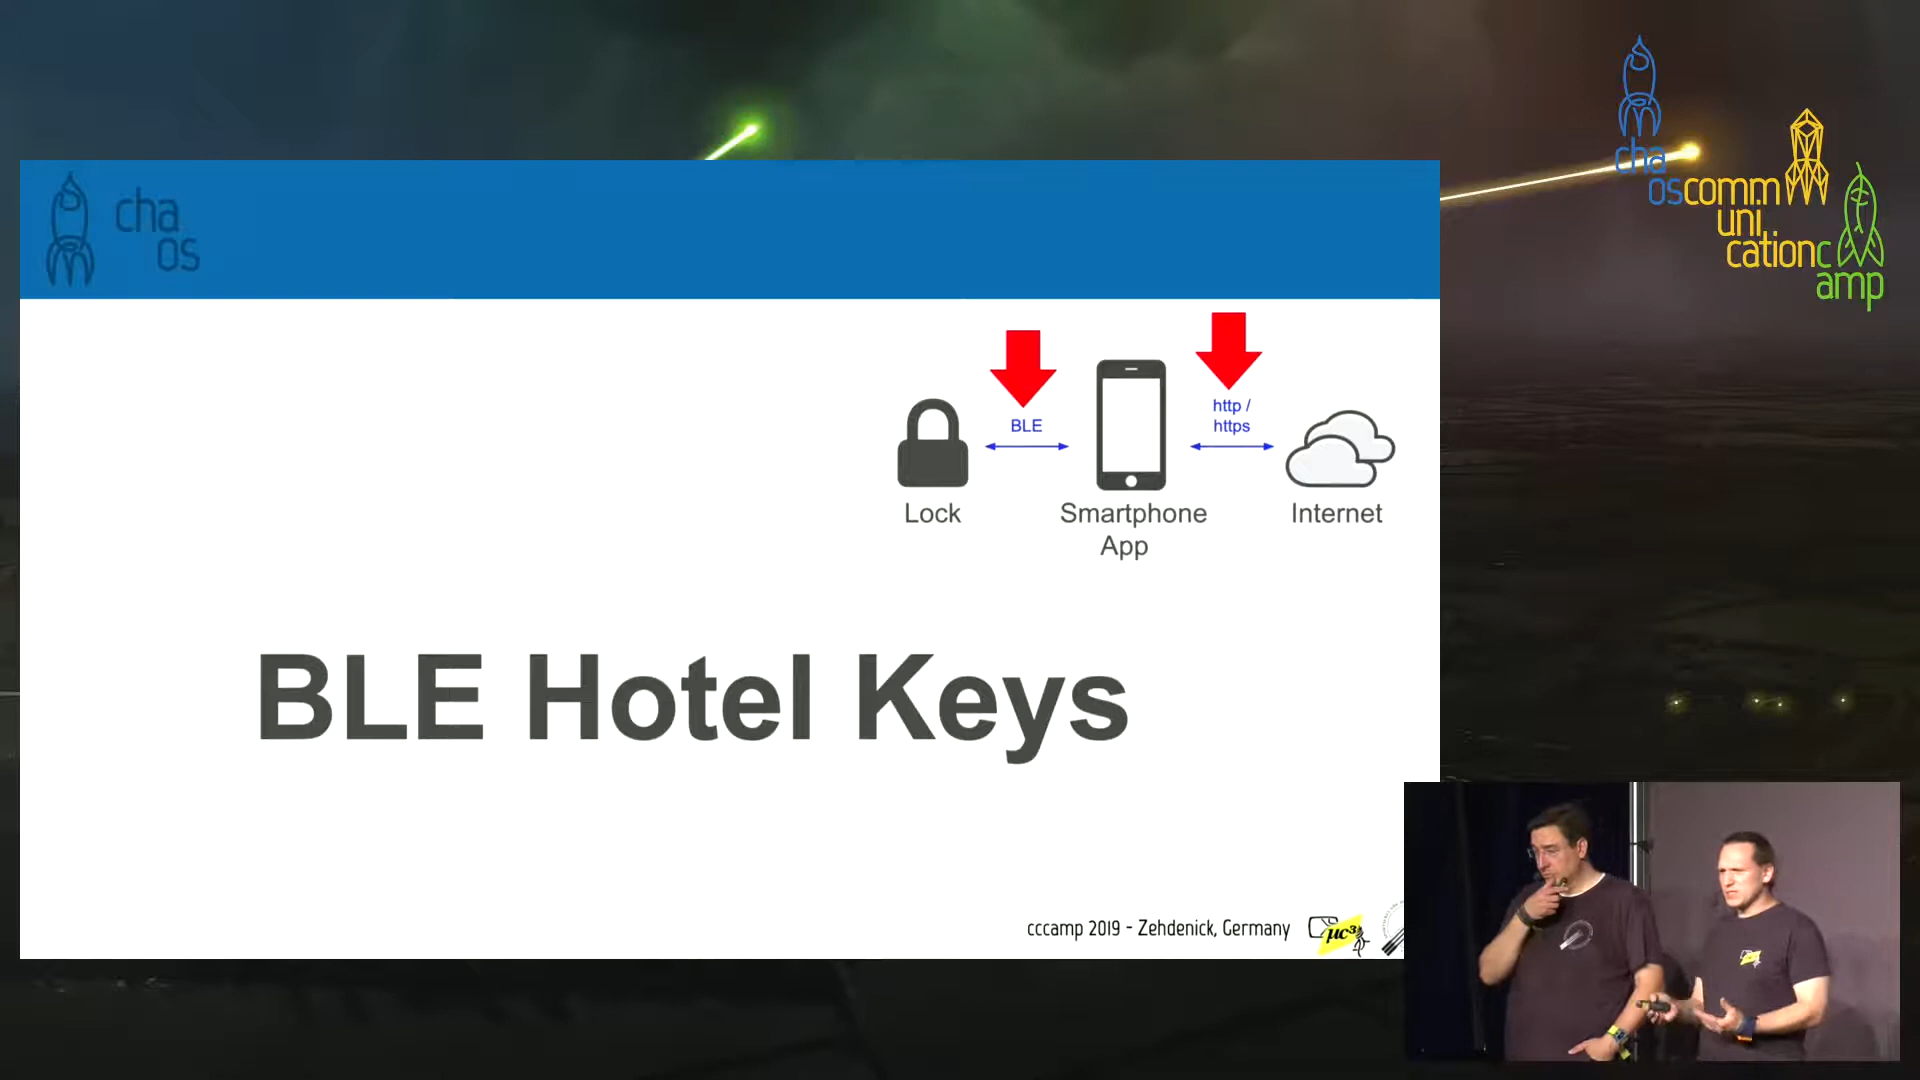 cha
os
cha
oscomm
uni
cationc
amp
http /
https
BLE
Lock
Smartphone
App
Internet
BLE Hotel Keys
cccamp 2019 - Zehdenick, Germany
µc³